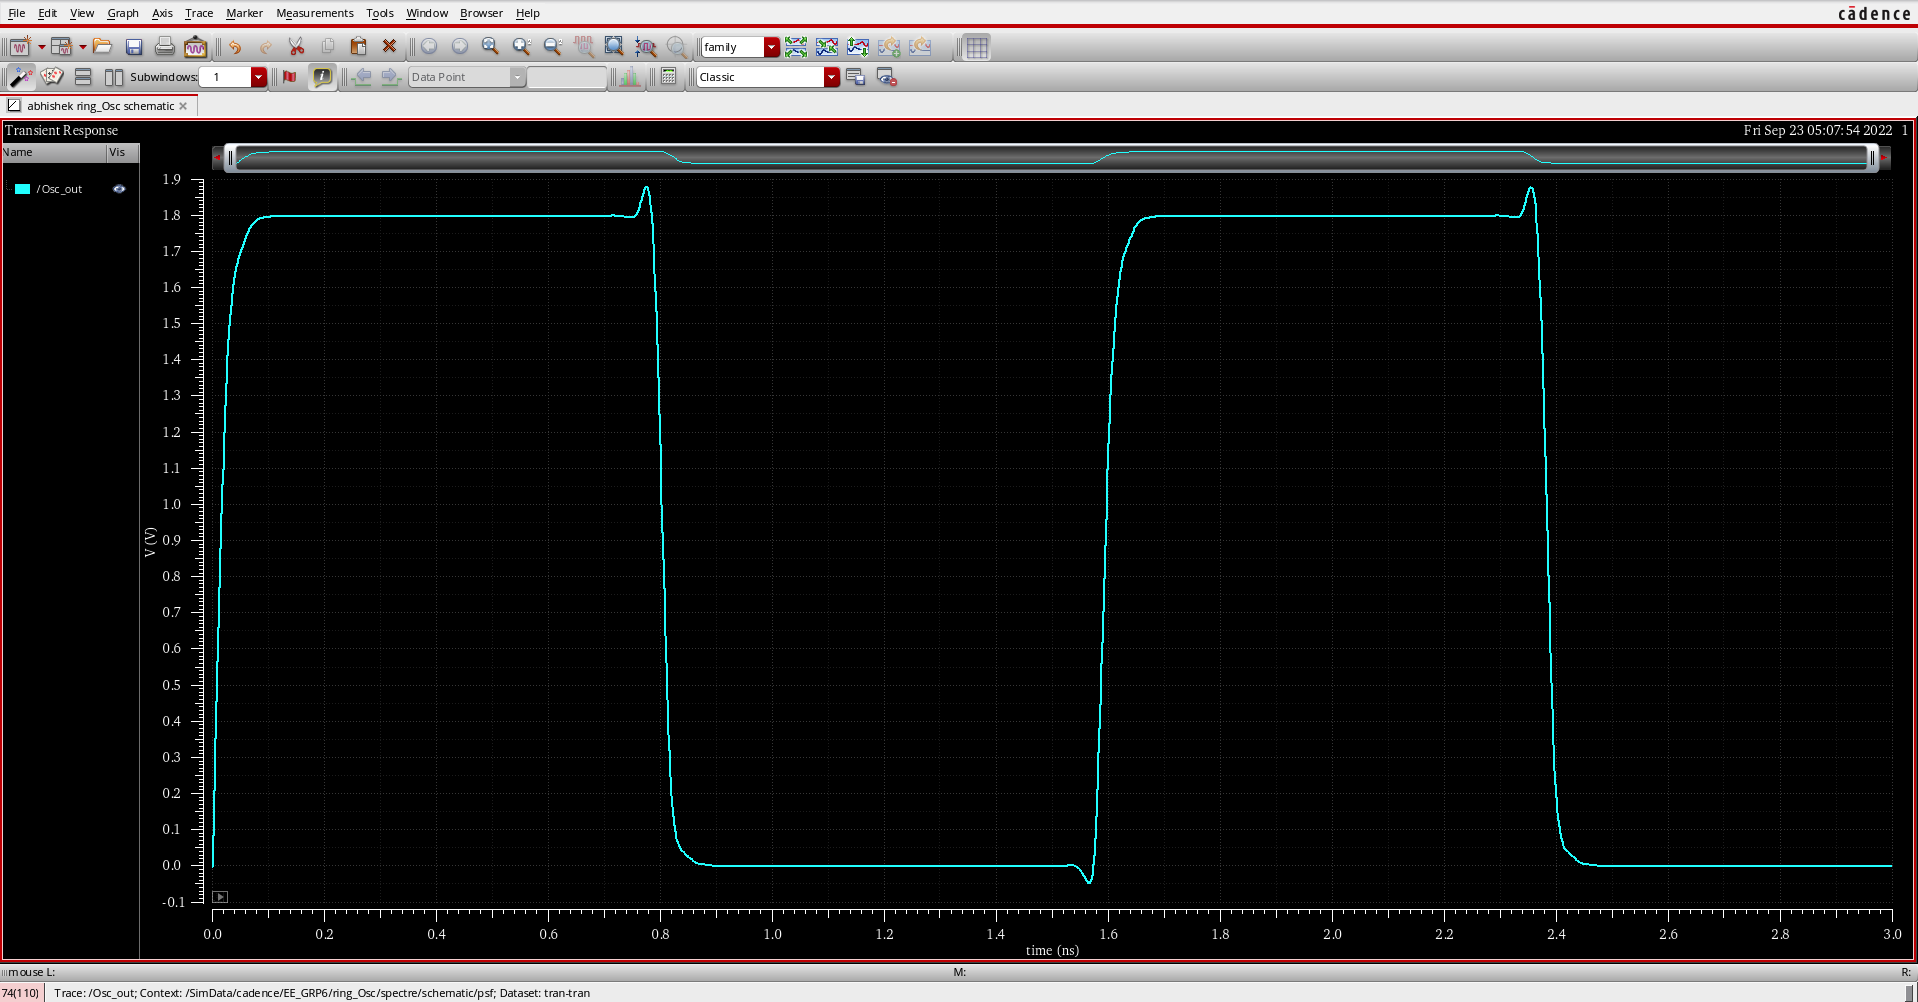 File Edit View Graph Axis Trace Marker Measurements Tools Window Browser Help
cādence
family
Subwindows: 1
Data Point
Classic
abhishek ring_Osc schematic
Transient Response
Fri Sep 23 05:07:54 2022 1
Name Vis
/Osc_out
1.9
1.8
1.7
1.6
1.5
1.4
1.3
1.2
1.1
1.0
0.9
0.8
0.7
0.6
0.5
0.4
0.3
0.2
0.1
0.0
-0.1
V (V)
0.0 0.2 0.4 0.6 0.8 1.0 1.2 1.4 1.6 1.8 2.0 2.2 2.4 2.6 2.8 3.0
time (ns)
mouse L: M: R:
74(110) Trace: /Osc_out; Context: /SimData/cadence/EE_GRP6/ring_Osc/spectre/schematic/psf; Dataset: tran-tran